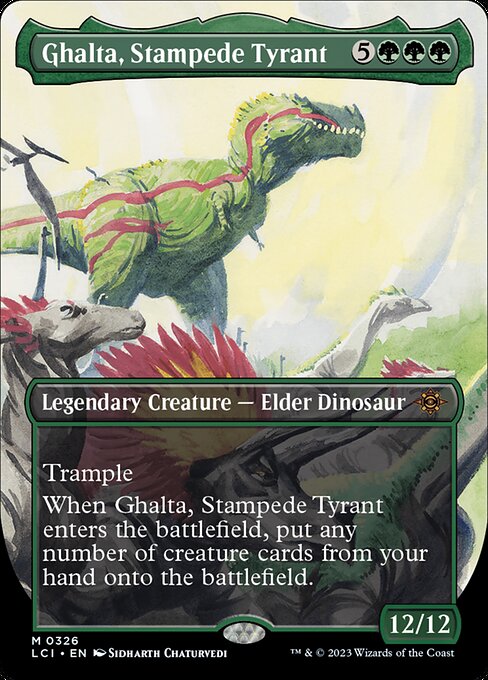 Ghalta, Stampede Tyrant 5
Legendary Creature — Elder Dinosaur
Trample
When Ghalta, Stampede Tyrant
enters the battlefield, put any
number of creature cards from your
hand onto the battlefield.
12/12
M 0326
LCI • EN Sidharth Chaturvedi
™ & © 2023 Wizards of the Coast